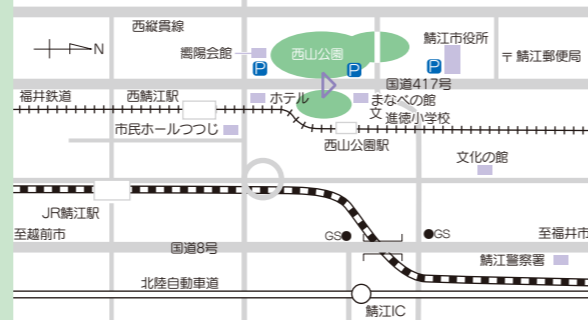 西縦貫線
N
嚮陽会館
西山公園
鯖江市役所
〒鯖江郵便局
P
P
P
国道417号
福井鉄道
西鯖江駅
ホテル
まなべの館
文
進徳小学校
市民ホールつつじ
西山公園駅
文化の館
JR鯖江駅
至越前市
GS
GS
至福井市
国道8号
鯖江警察署
北陸自動車道
鯖江IC